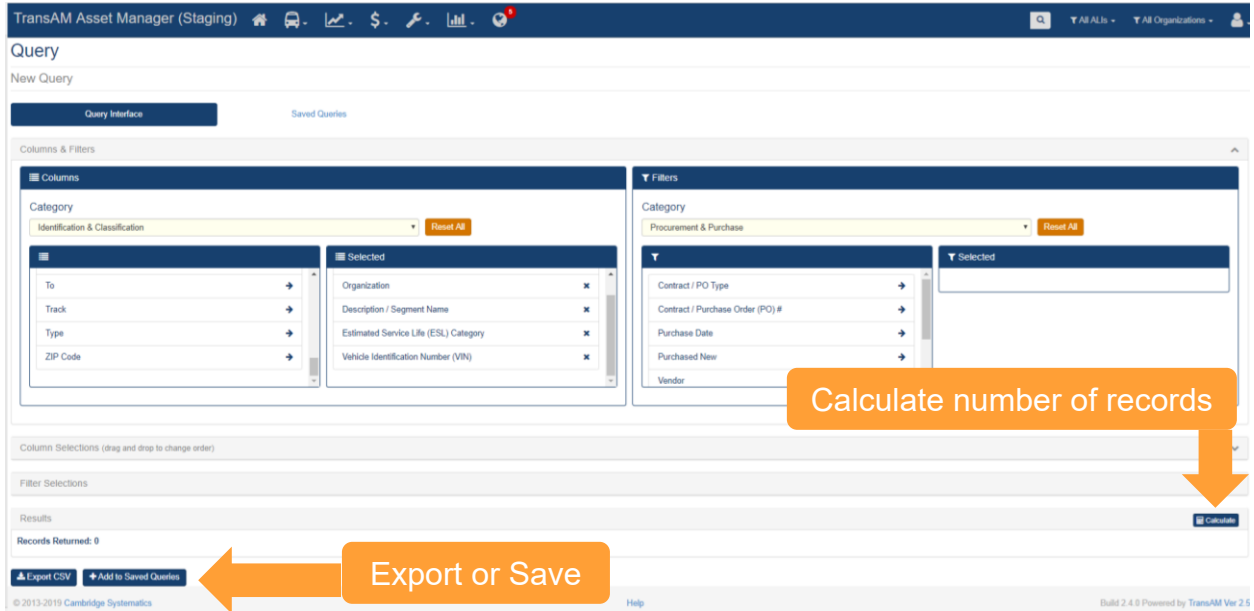 TransAM Asset Manager (Staging)
5
All ALIs
All Organizations
Query
New Query
Query Interface
Saved Queries
Columns & Filters
Columns
Category
Identification & Classification
Reset All
To
Track
Type
ZIP Code
Selected
Organization
Description / Segment Name
Estimated Service Life (ESL) Category
Vehicle Identification Number (VIN)
Filters
Category
Procurement & Purchase
Reset All
Contract / PO Type
Contract / Purchase Order (PO) #
Purchase Date
Purchased New
Vendor
Selected
Calculate number of records
Column Selections (drag and drop to change order)
Filter Selections
Results
Calculate
Records Returned: 0
Export CSV
Add to Saved Queries
Export or Save
© 2013-2019 Cambridge Systematics
Help
Build 2.4.0 Powered by TransAM Ver 2.5